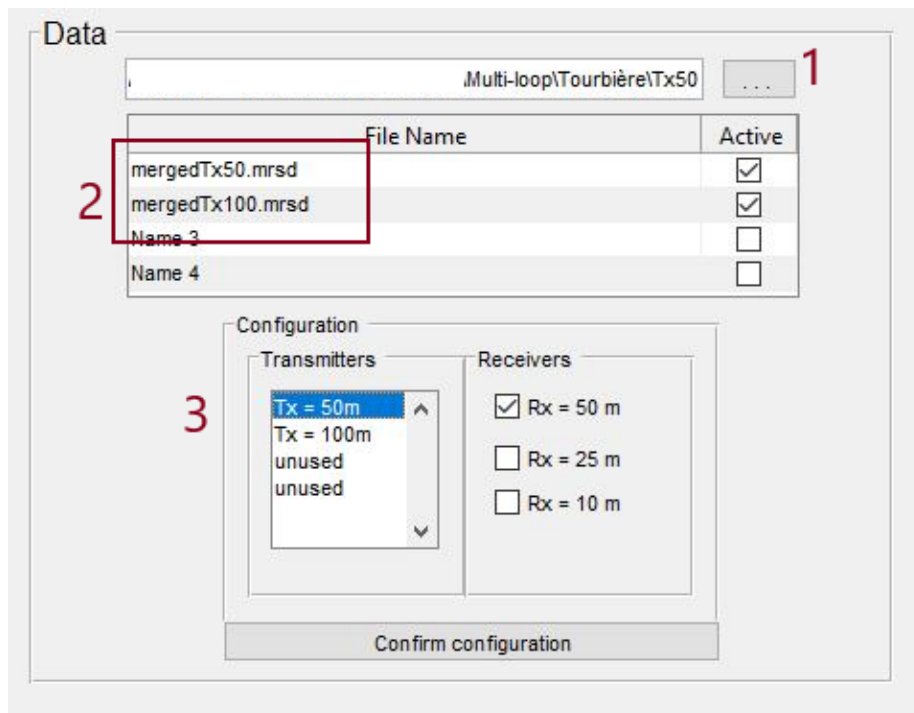 Data
\Multi-loop\Tourbière\Tx50
...
1
File Name Active
mergedTx50.mrsd
mergedTx100.mrsd
2
Name 3
Name 4
Configuration
Transmitters Receivers
3
Tx = 50m
Tx = 100m
unused
unused
Rx = 50 m
Rx = 25 m
Rx = 10 m
Confirm configuration